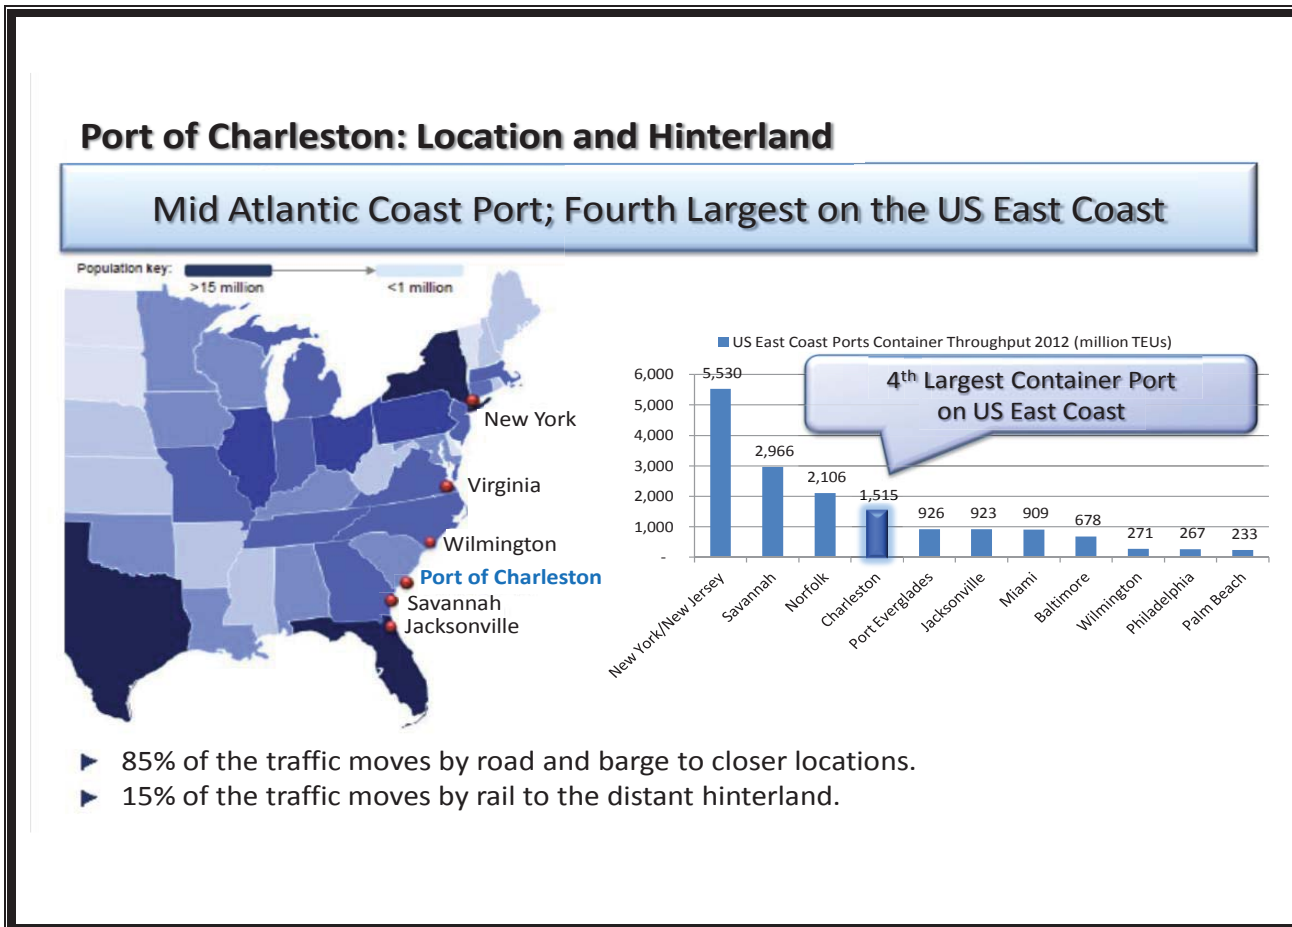 Port of Charleston: Location and Hinterland
Mid Atlantic Coast Port; Fourth Largest on the US East Coast
Population key:
>15 million
<1 million
New York
Virginia
Wilmington
Port of Charleston
Savannah
Jacksonville
US East Coast Ports Container Throughput 2012 (million TEUs)
4th Largest Container Port
on US East Coast
6,000
5,000
4,000
3,000
2,000
1,000
-
5,530
2,966
2,106
1,515
926
923
909
678
271
267
233
New York/New Jersey
Savannah
Norfolk
Charleston
Port Everglades
Jacksonville
Miami
Baltimore
Wilmington
Philadelphia
Palm Beach
85% of the traffic moves by road and barge to closer locations.
15% of the traffic moves by rail to the distant hinterland.